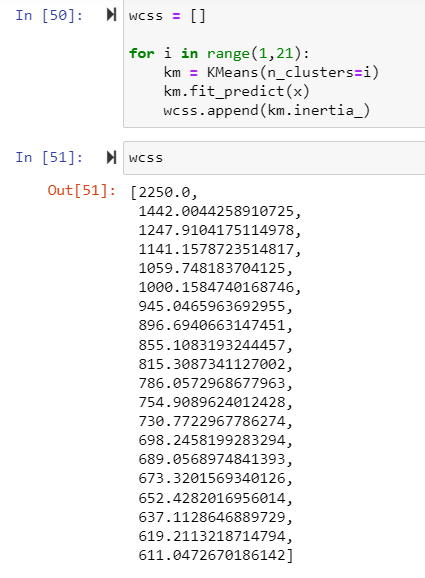 In [50]: wcss = []
for i in range(1,21):
    km = KMeans(n_clusters=i)
    km.fit_predict(x)
    wcss.append(km.inertia_)
In [51]: wcss
Out[51]: [2250.0,
1442.0044258910725,
1247.9104175114978,
1141.1578723514817,
1059.748183704125,
1000.1584740168746,
945.0465963692955,
896.6940663147451,
855.1083193244457,
815.3087341127002,
786.0572968677963,
754.9089624012428,
730.7722967786274,
698.2458199283294,
689.0568974841393,
673.3201569340126,
652.4282016956014,
637.1128646889729,
619.2113218714794,
611.0472670186142]